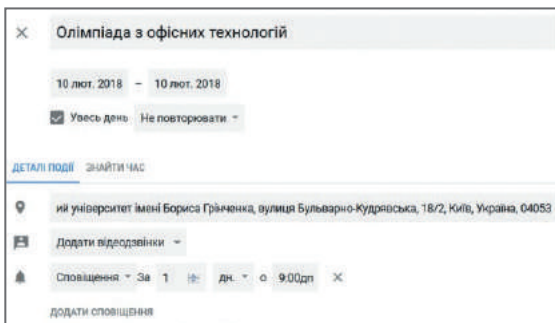 Олімпіада з офісних технологій
10 лют. 2018 – 10 лют. 2018
Увесь день Не повторювати
ДЕТАЛІ ПОДІЇ ЗНАЙТИ ЧАС
ий університет імені Бориса Грінченка, вулиця Бульварно-Кудрявська, 18/2, Київ, Україна, 04053
Додати відеодзвінки
Сповіщення За 1 дн. о 9:00дп
ДОДАТИ СПОВІЩЕННЯ